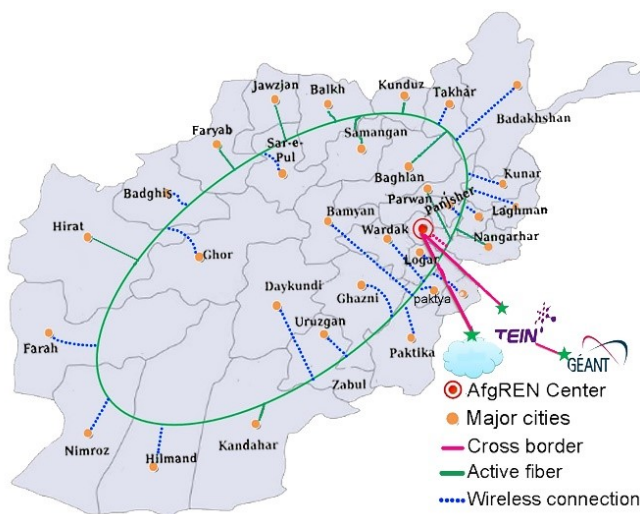 Jawzjan
Balkh
Kunduz
Takhar
Badakhshan
Faryab
Sar-e-
Pul
Samangan
Baghlan
Kunar
Badghis
Parwan
Panjsher
Laghman
Hirat
Bamyan
Wardak
Nangarhar
Ghor
Logar
Daykundi
Ghazni
paktya
Uruzgan
TEIN
Farah
Paktika
GÉANT
Zabul
AfgREN Center
Major cities
Nimroz
Hilmand
Kandahar
Cross border
Active fiber
Wireless connection